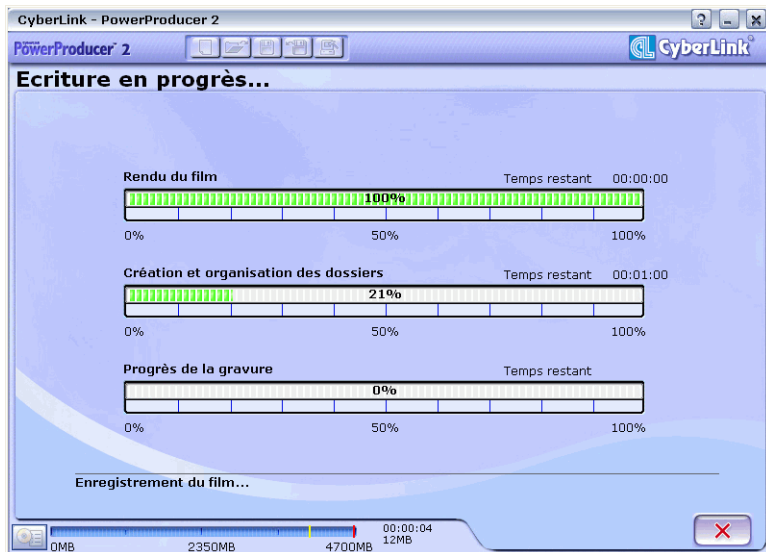 CyberLink - PowerProducer 2
PowerProducer 2
CyberLink
Ecriture en progrès...
Rendu du film Temps restant 00:00:00
100%
0% 50% 100%
Création et organisation des dossiers Temps restant 00:01:00
21%
0% 50% 100%
Progrès de la gravure Temps restant
0%
0% 50% 100%
Enregistrement du film...
00:00:04
12MB
0MB 2350MB 4700MB